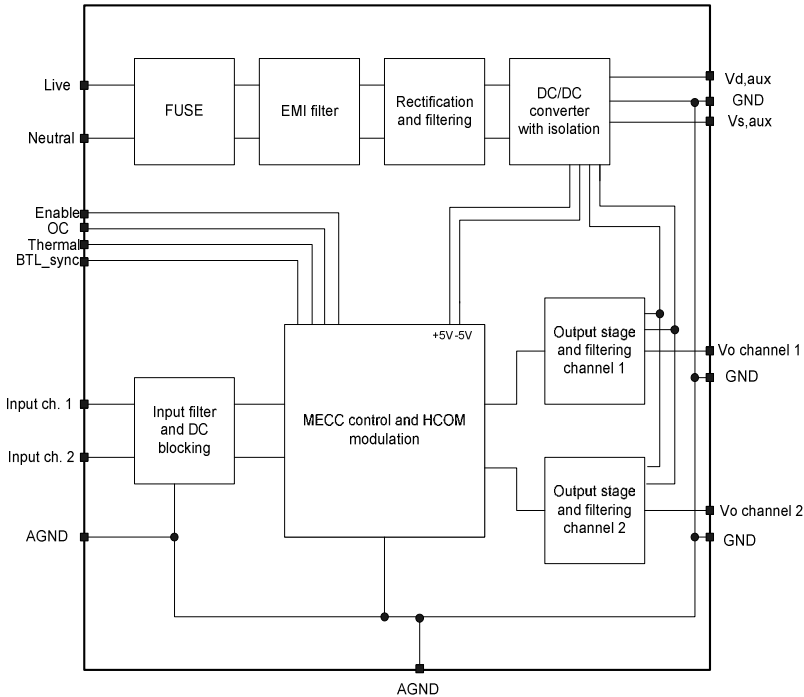 Live
Neutral
FUSE
EMI filter
Rectification
and filtering
DC/DC
converter
with isolation
Vd,aux
GND
Vs,aux
Enable
OC
Thermal
BTL_sync
+5V -5V
MECC control and HCOM
modulation
Input ch. 1
Input ch. 2
Input filter
and DC
blocking
Output stage
and filtering
channel 1
Vo channel 1
GND
Output stage
and filtering
channel 2
Vo channel 2
GND
AGND
AGND